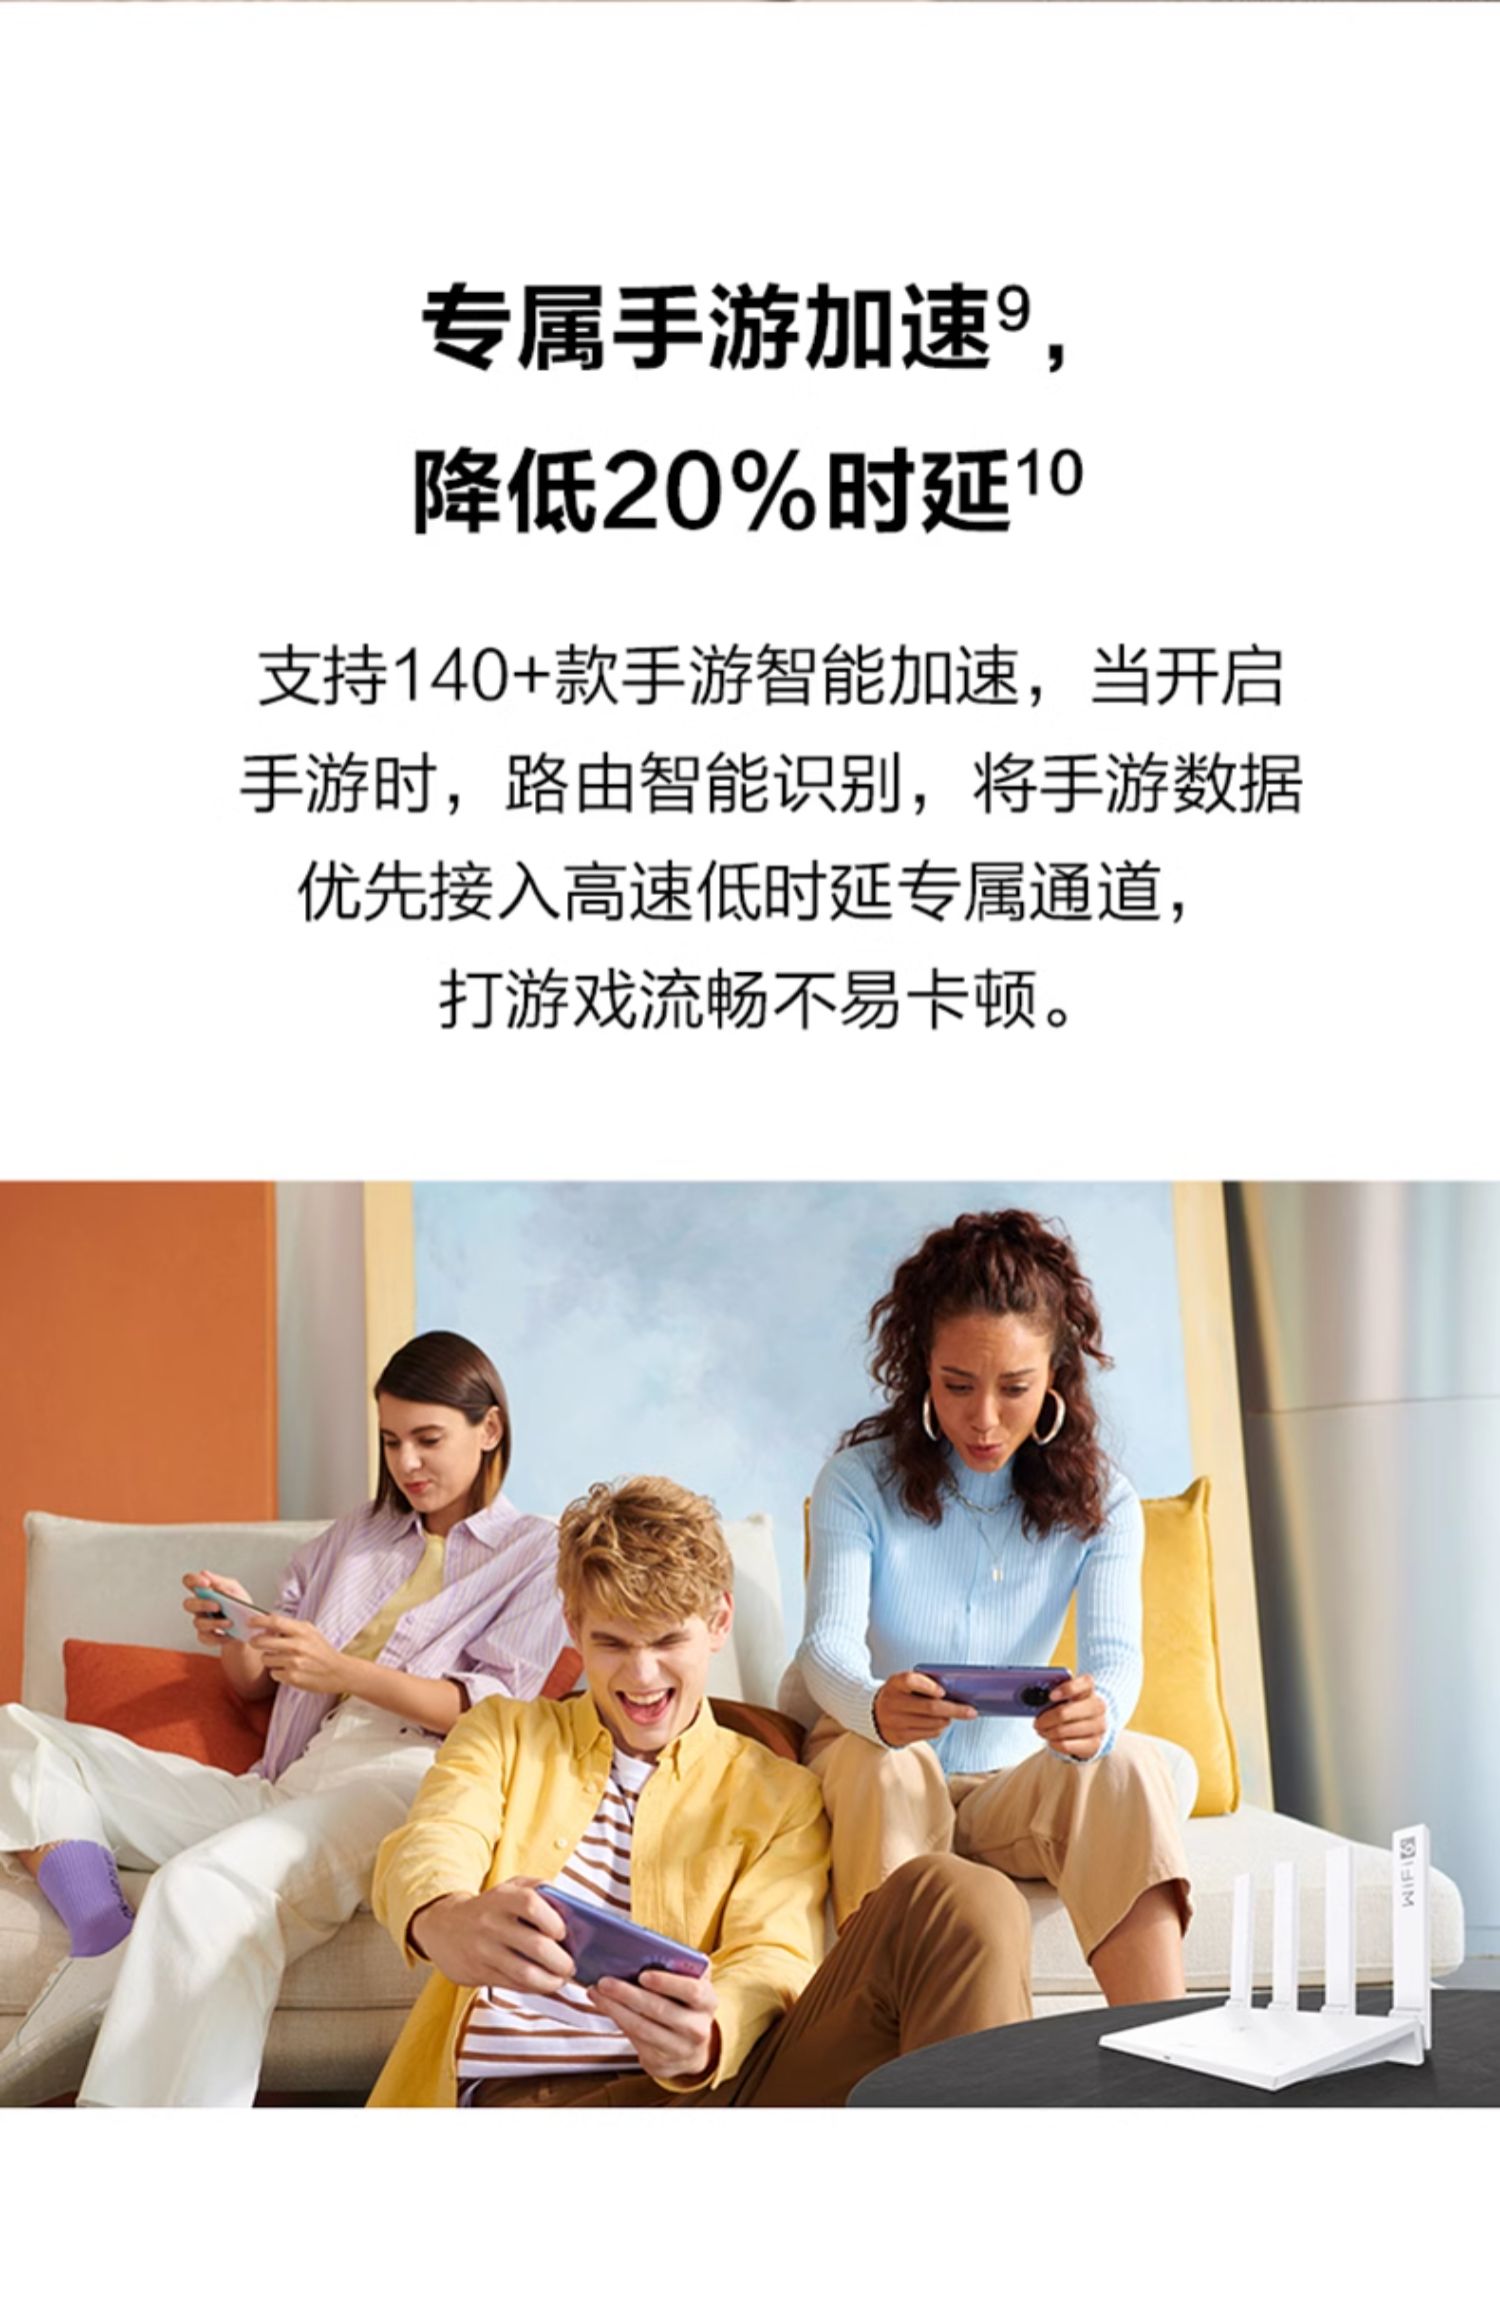 专属手游加速9，
降低20%时延10
支持140+款手游智能加速，当开启
手游时，路由智能识别，将手游数据
优先接入高速低时延专属通道，
打游戏流畅不易卡顿。
WiFi 6